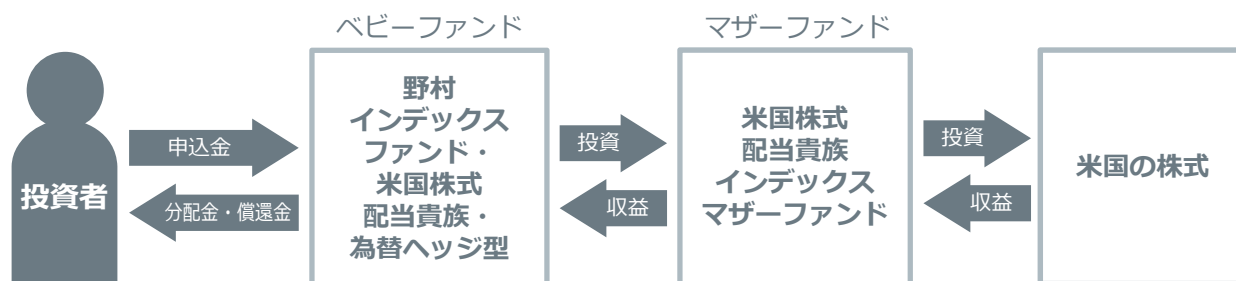 ベビーファンド
マザーファンド
投資者
申込金
分配金・償還金
野村
インデックス
ファンド・
米国株式
配当貴族・
為替ヘッジ型
投資
収益
米国株式
配当貴族
インデックス
マザーファンド
投資
収益
米国の株式